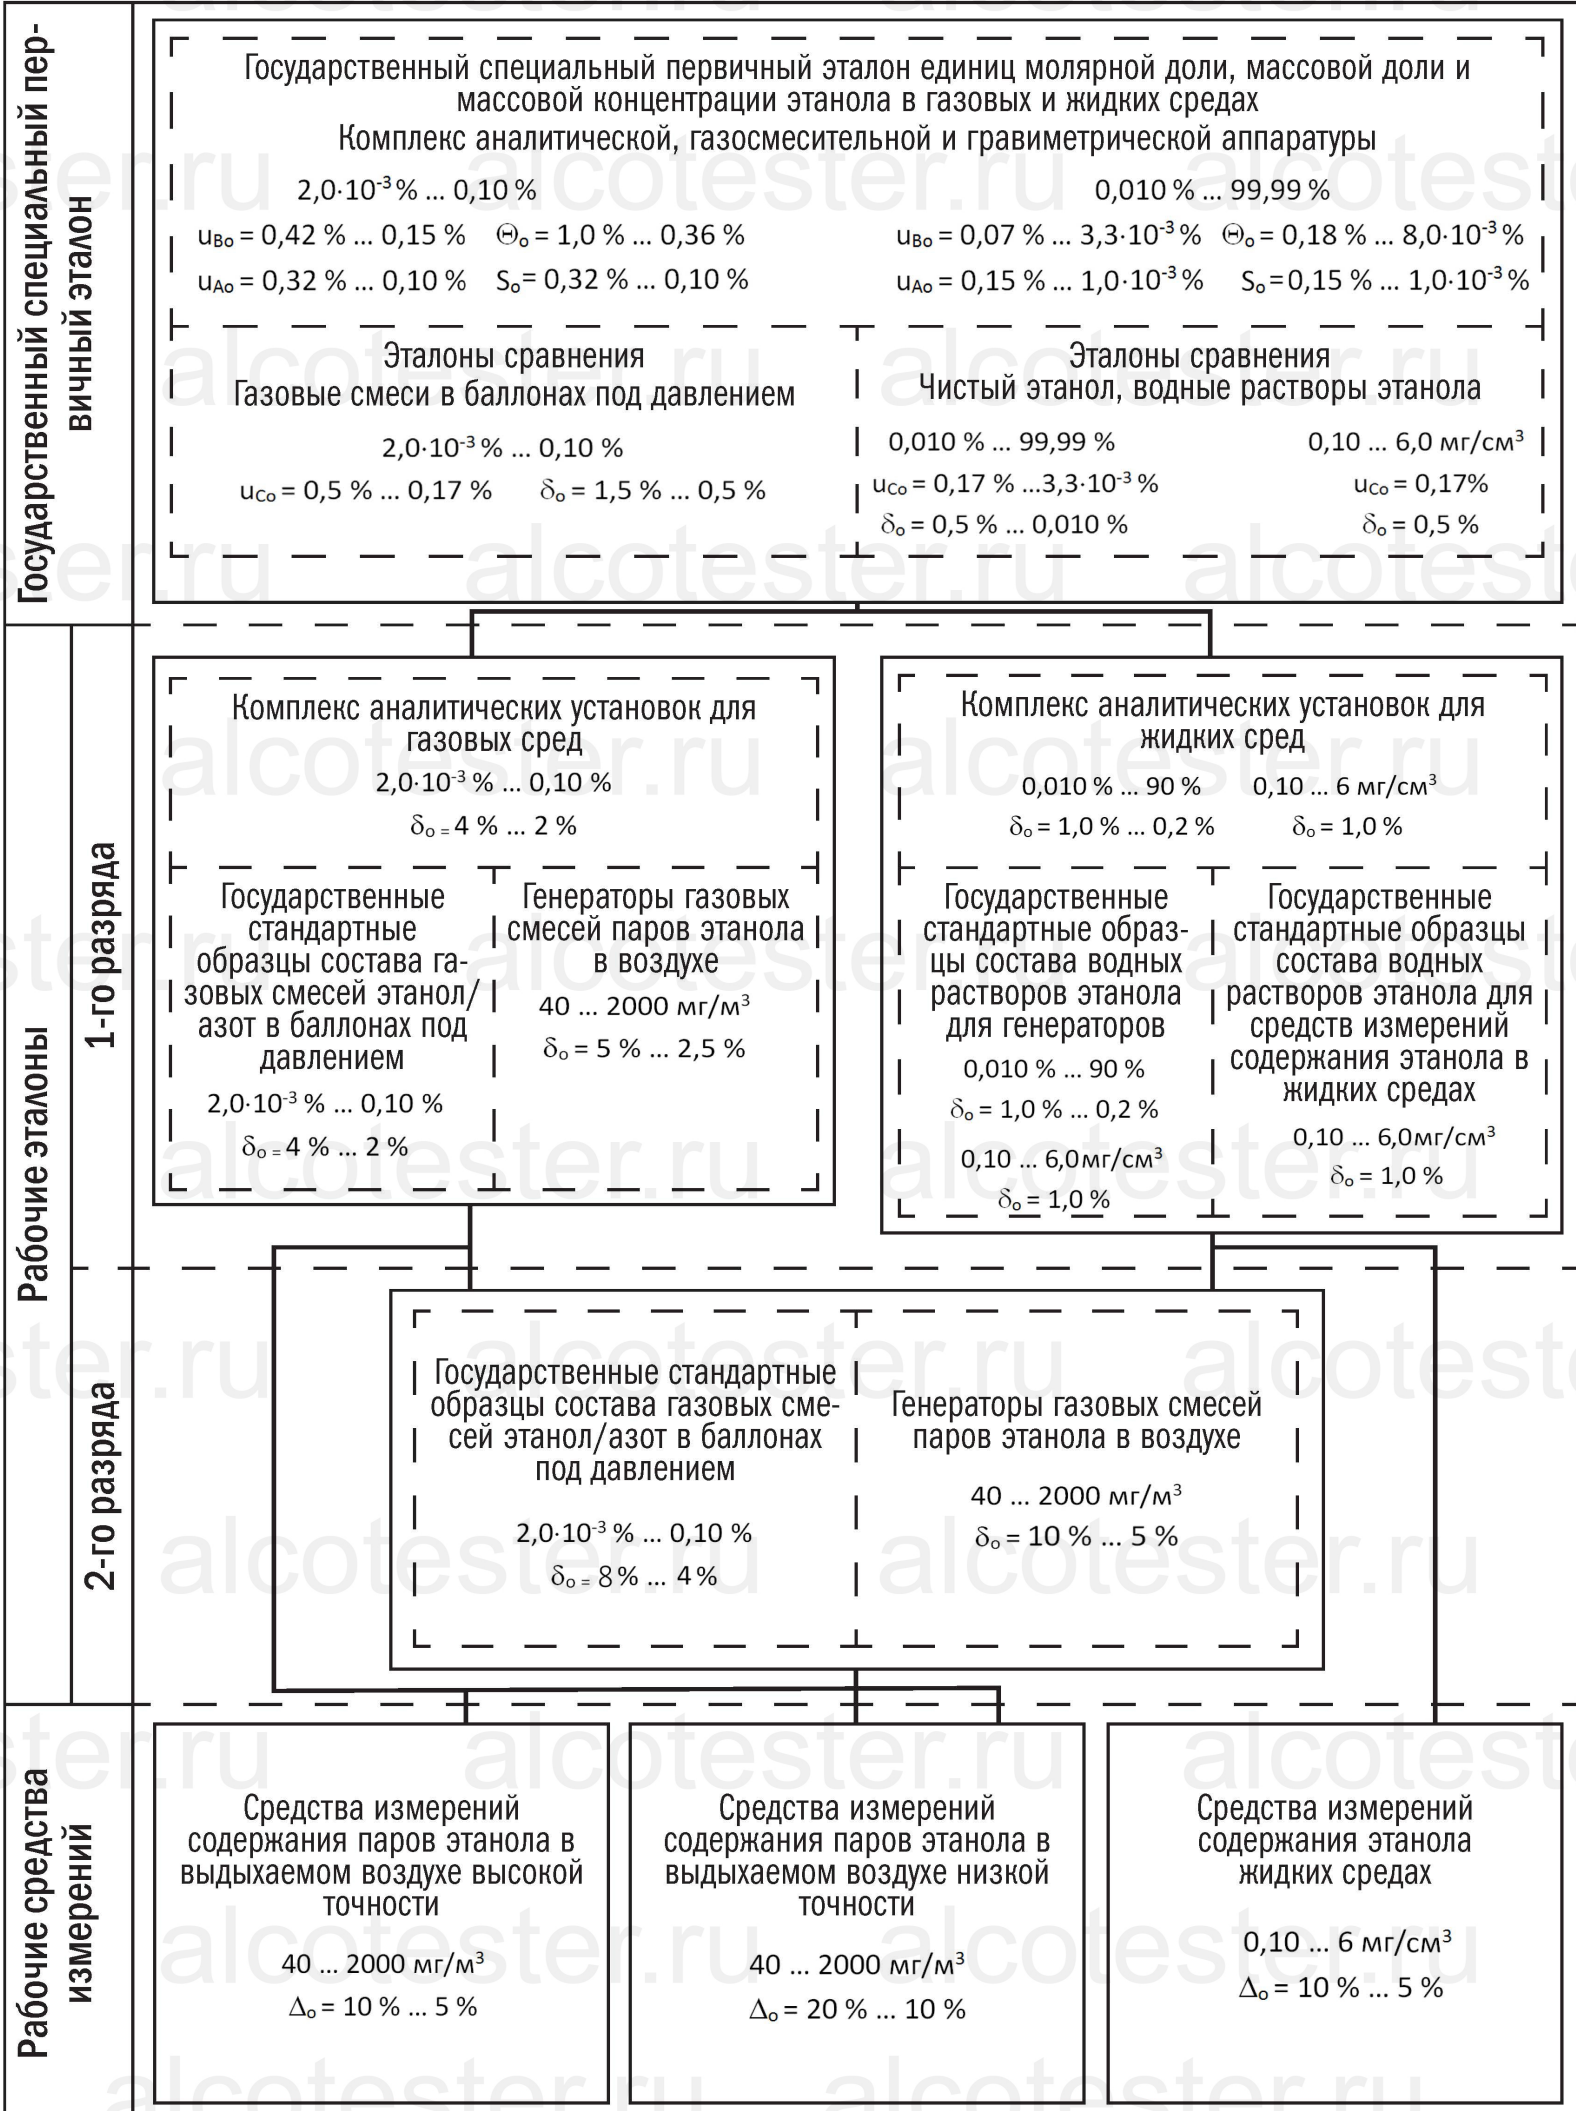 Государственный специальный пер-
вичный эталон
Государственный специальный первичный эталон единиц молярной доли, массовой доли и
массовой концентрации этанола в газовых и жидких средах
Комплекс аналитической, газосмесительной и гравиметрической аппаратуры
2,0·10⁻³ % ... 0,10 %
u_Bo = 0,42 % ... 0,15 % Θₒ = 1,0 % ... 0,36 %
u_Ao = 0,32 % ... 0,10 % Sₒ = 0,32 % ... 0,10 %
0,010 % ... 99,99 %
u_Bo = 0,07 % ... 3,3·10⁻³ % Θₒ = 0,18 % ... 8,0·10⁻³ %
u_Ao = 0,15 % ... 1,0·10⁻³ % Sₒ = 0,15 % ... 1,0·10⁻³ %
Эталоны сравнения
Газовые смеси в баллонах под давлением
2,0·10⁻³ % ... 0,10 %
u_Co = 0,5 % ... 0,17 % δₒ = 1,5 % ... 0,5 %
Эталоны сравнения
Чистый этанол, водные растворы этанола
0,010 % ... 99,99 %
u_Co = 0,17 % ...3,3·10⁻³ %
δₒ = 0,5 % ... 0,010 %
0,10 ... 6,0 мг/см³
u_Co = 0,17%
δₒ = 0,5 %
Рабочие эталоны
1-го разряда
Комплекс аналитических установок для
газовых сред
2,0·10⁻³ % ... 0,10 %
δₒ = 4 % ... 2 %
Государственные
стандартные
образцы состава га-
зовых смесей этанол/
азот в баллонах под
давлением
2,0·10⁻³ % ... 0,10 %
δₒ = 4 % ... 2 %
Генераторы газовых
смесей паров этанола
в воздухе
40 ... 2000 мг/м³
δₒ = 5 % ... 2,5 %
Комплекс аналитических установок для
жидких сред
0,010 % ... 90 % 0,10 ... 6 мг/см³
δₒ = 1,0 % ... 0,2 % δₒ = 1,0 %
Государственные
стандартные образ-
цы состава водных
растворов этанола
для генераторов
0,010 % ... 90 %
δₒ = 1,0 % ... 0,2 %
0,10 ... 6,0мг/см³
δₒ = 1,0 %
Государственные
стандартные образцы
состава водных
растворов этанола для
средств измерений
содержания этанола в
жидких средах
0,10 ... 6,0мг/см³
δₒ = 1,0 %
2-го разряда
Государственные стандартные
образцы состава газовых сме-
сей этанол/азот в баллонах
под давлением
2,0·10⁻³ % ... 0,10 %
δₒ = 8% ... 4 %
Генераторы газовых смесей
паров этанола в воздухе
40 ... 2000 мг/м³
δₒ = 10 % ... 5 %
Рабочие средства
измерений
Средства измерений
содержания паров этанола в
выдыхаемом воздухе высокой
точности
40 ... 2000 мг/м³
Δₒ = 10 % ... 5 %
Средства измерений
содержания паров этанола в
выдыхаемом воздухе низкой
точности
40 ... 2000 мг/м³
Δₒ = 20 % ... 10 %
Средства измерений
содержания этанола
жидких средах
0,10 ... 6 мг/см³
Δₒ = 10 % ... 5 %
alcotester.ru